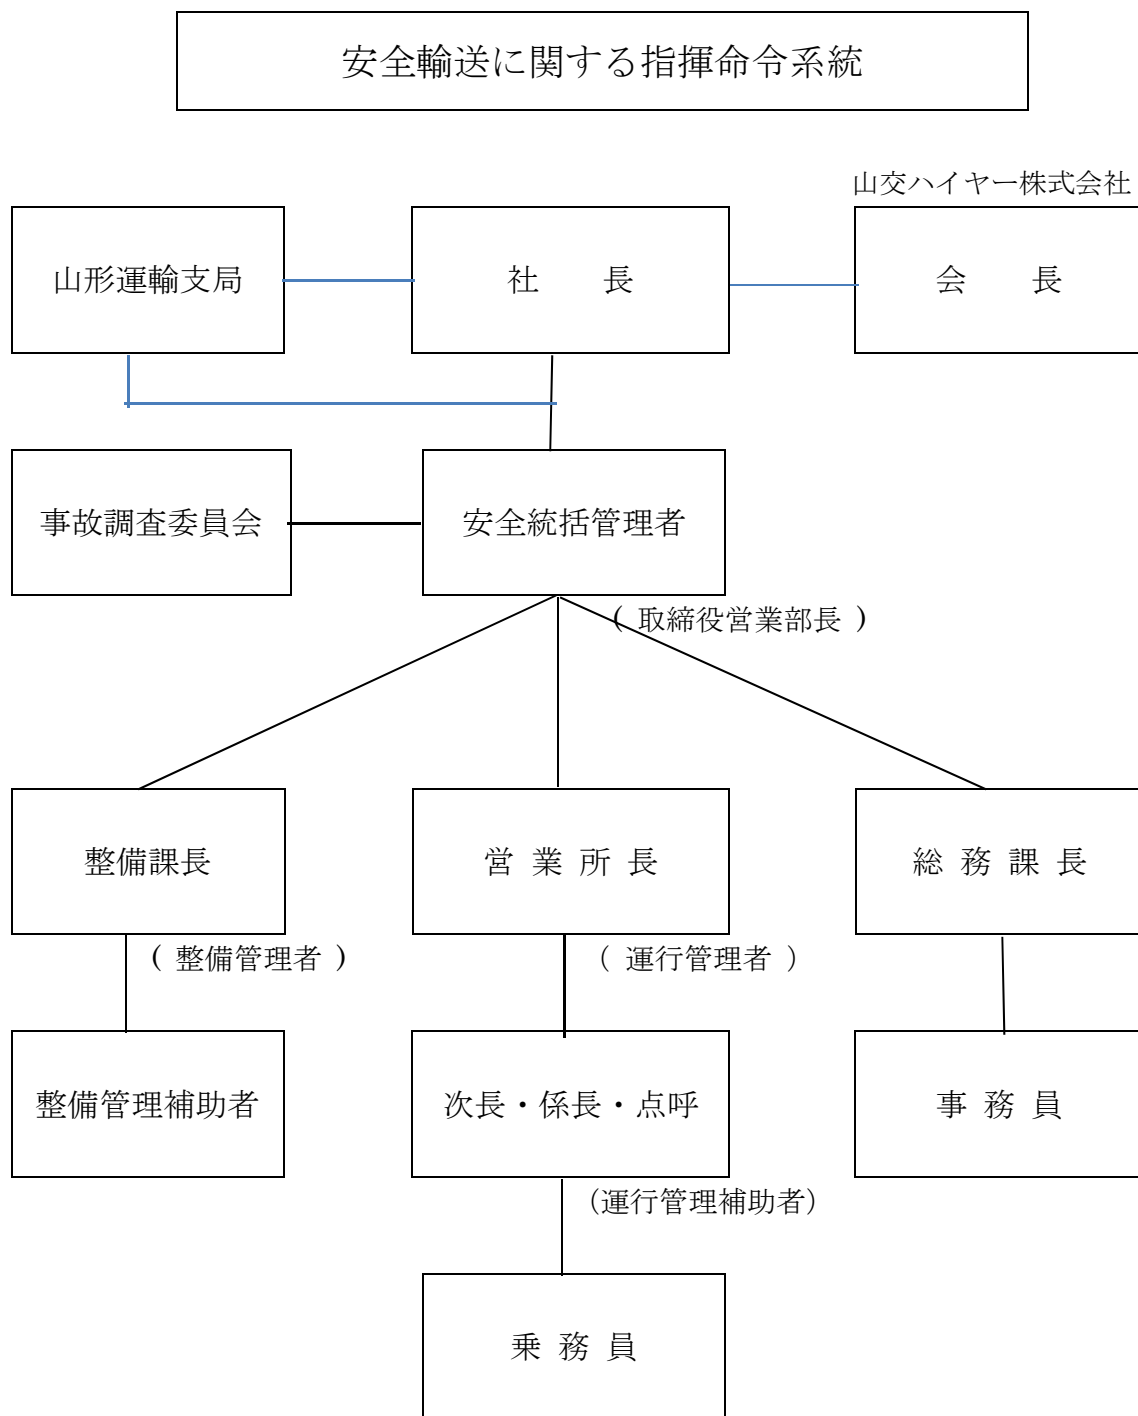 安全輸送に関する指揮命令系統
山交ハイヤー株式会社
山形運輸支局
社　　長
会　　長
事故調査委員会
安全統括管理者
( 取締役営業部長 )
整備課長
営 業 所 長
総 務 課 長
( 整備管理者 )
( 運行管理者 )
整備管理補助者
次長・係長・点呼
事 務 員
(運行管理補助者)
乗 務 員